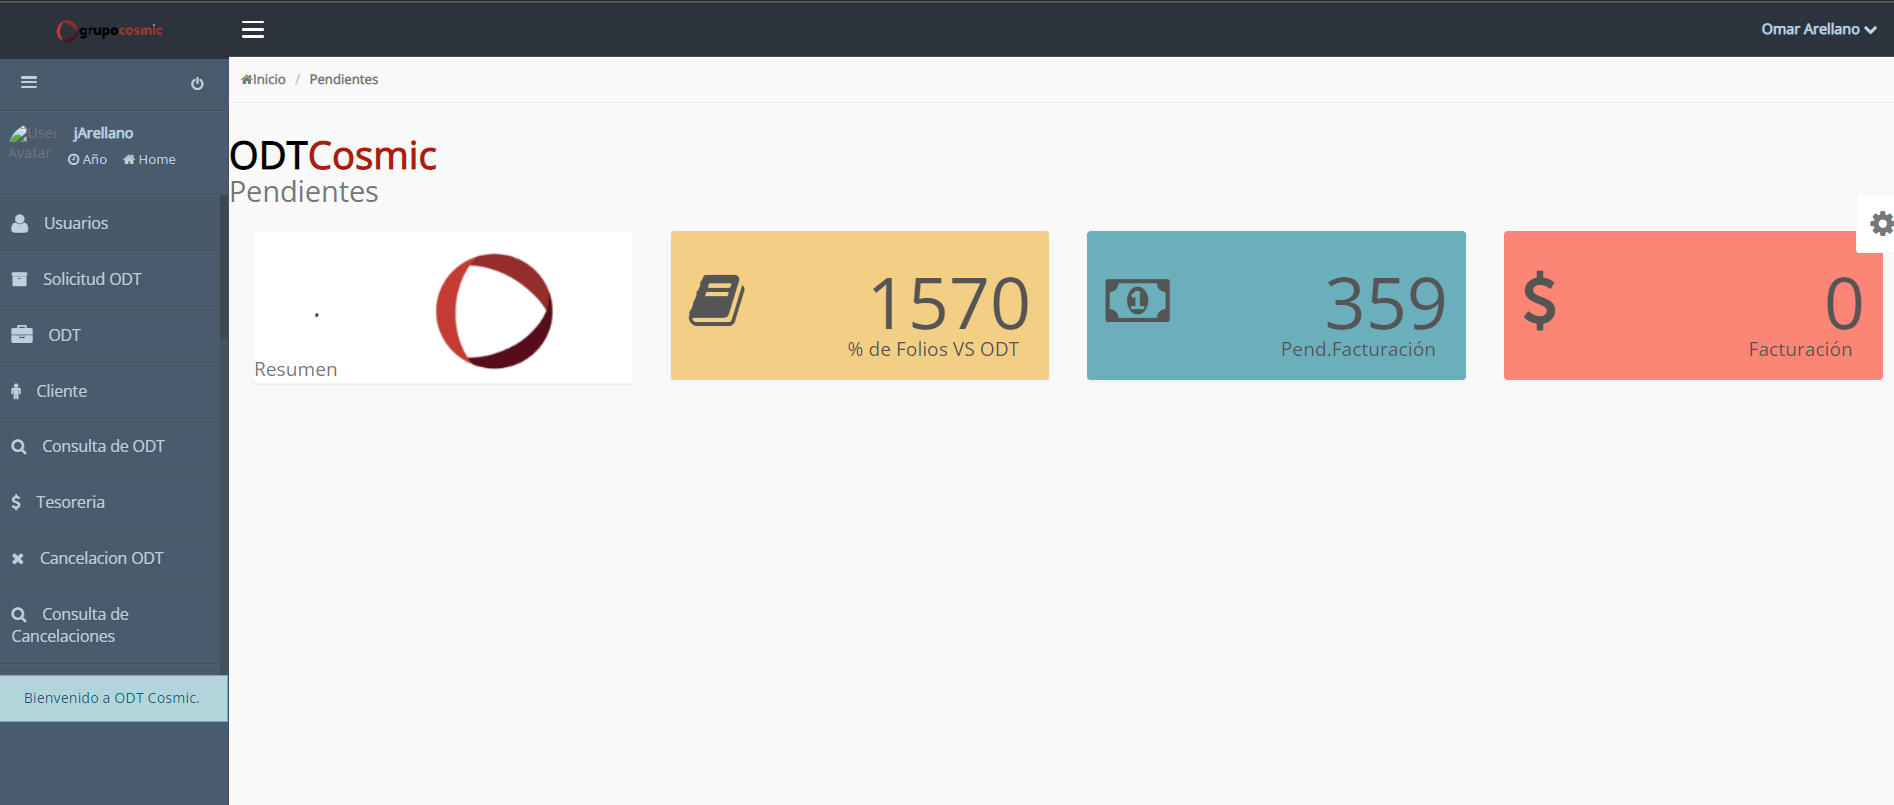 grupocosmic
Omar Arellano
Inicio / Pendientes
User Avatar
jArellano
Año Home
Usuarios
Solicitud ODT
ODT
Cliente
Consulta de ODT
Tesoreria
Cancelacion ODT
Consulta de
Cancelaciones
Bienvenido a ODT Cosmic.
ODTCosmic
Pendientes
.
Resumen
1570
% de Folios VS ODT
1
359
Pend.Facturación
$
0
Facturación